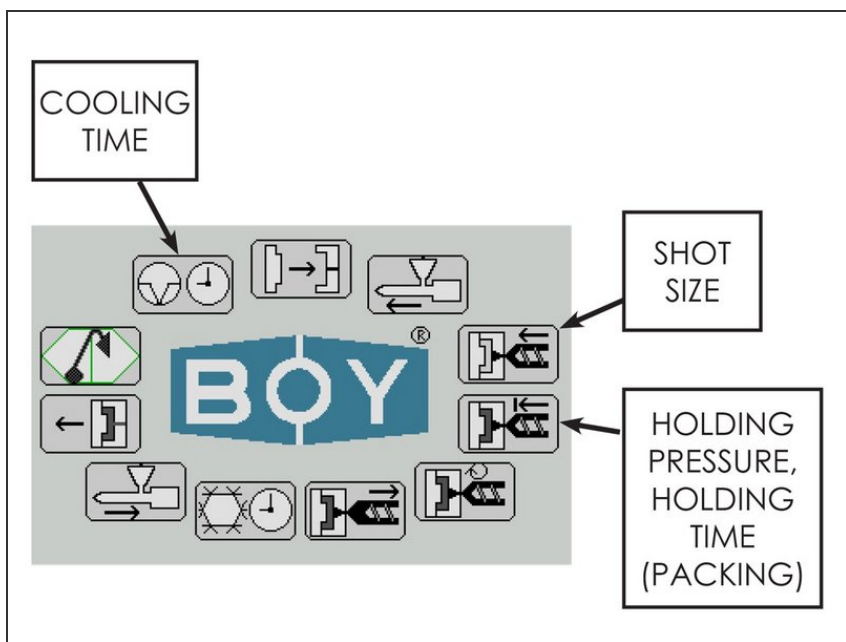 COOLING
TIME
SHOT
SIZE
BOY®
HOLDING
PRESSURE,
HOLDING
TIME
(PACKING)